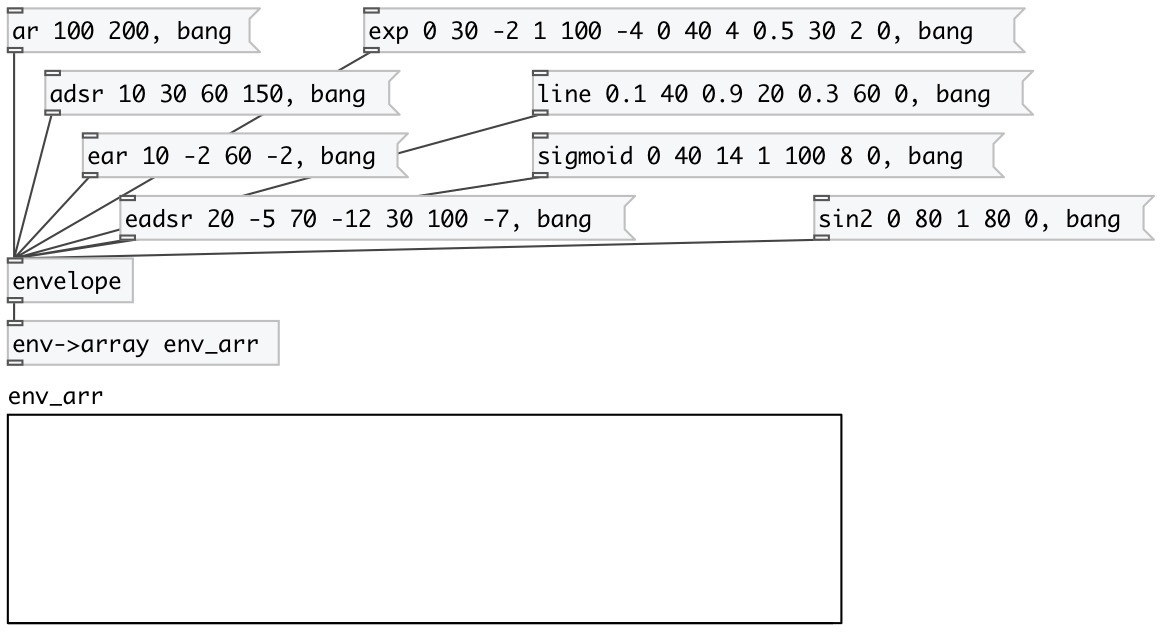 ar 100 200, bang
exp 0 30 -2 1 100 -4 0 40 4 0.5 30 2 0, bang
adsr 10 30 60 150, bang
line 0.1 40 0.9 20 0.3 60 0, bang
ear 10 -2 60 -2, bang
sigmoid 0 40 14 1 100 8 0, bang
eadsr 20 -5 70 -12 30 100 -7, bang
sin2 0 80 1 80 0, bang
envelope
env->array env_arr
env_arr